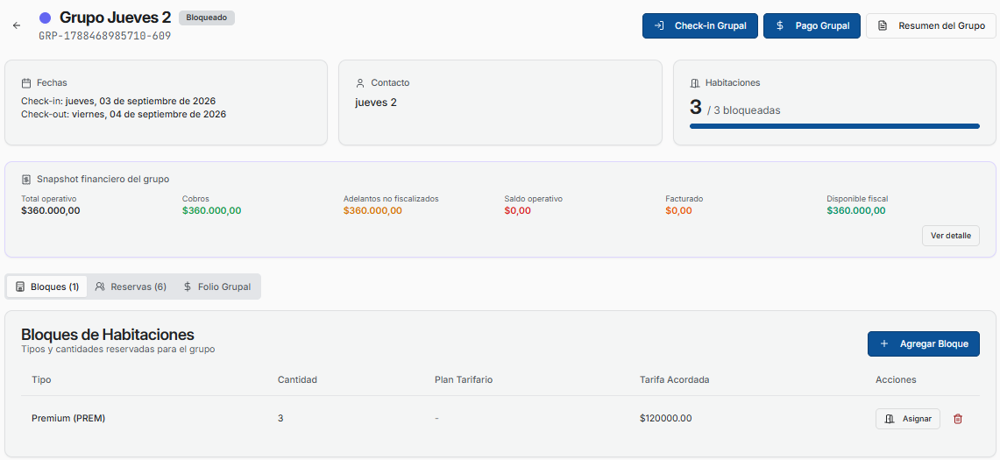 Grupo Jueves 2 Bloqueado
GRP-1788468985710-609
Check-In Grupal
Pago Grupal
Resumen del Grupo
Fechas
Check-in: jueves, 03 de septiembre de 2026
Check-out: viernes, 04 de septiembre de 2026
Contacto
jueves 2
Habitaciones
3 / 3 bloqueadas
Snapshot financiero del grupo
Total operativo
$360.000,00
Cobros
$360.000,00
Adelantos no fiscalizados
$360.000,00
Saldo operativo
$0,00
Facturado
$0,00
Disponible fiscal
$360.000,00
Ver detalle
Bloques (1)
Reservas (6)
Folio Grupal
Bloques de Habitaciones
Tipos y cantidades reservadas para el grupo
Agregar Bloque
Tipo Cantidad Plan Tarifario Tarifa Acordada Acciones
Premium (PREM) 3 - $120000.00 Asignar